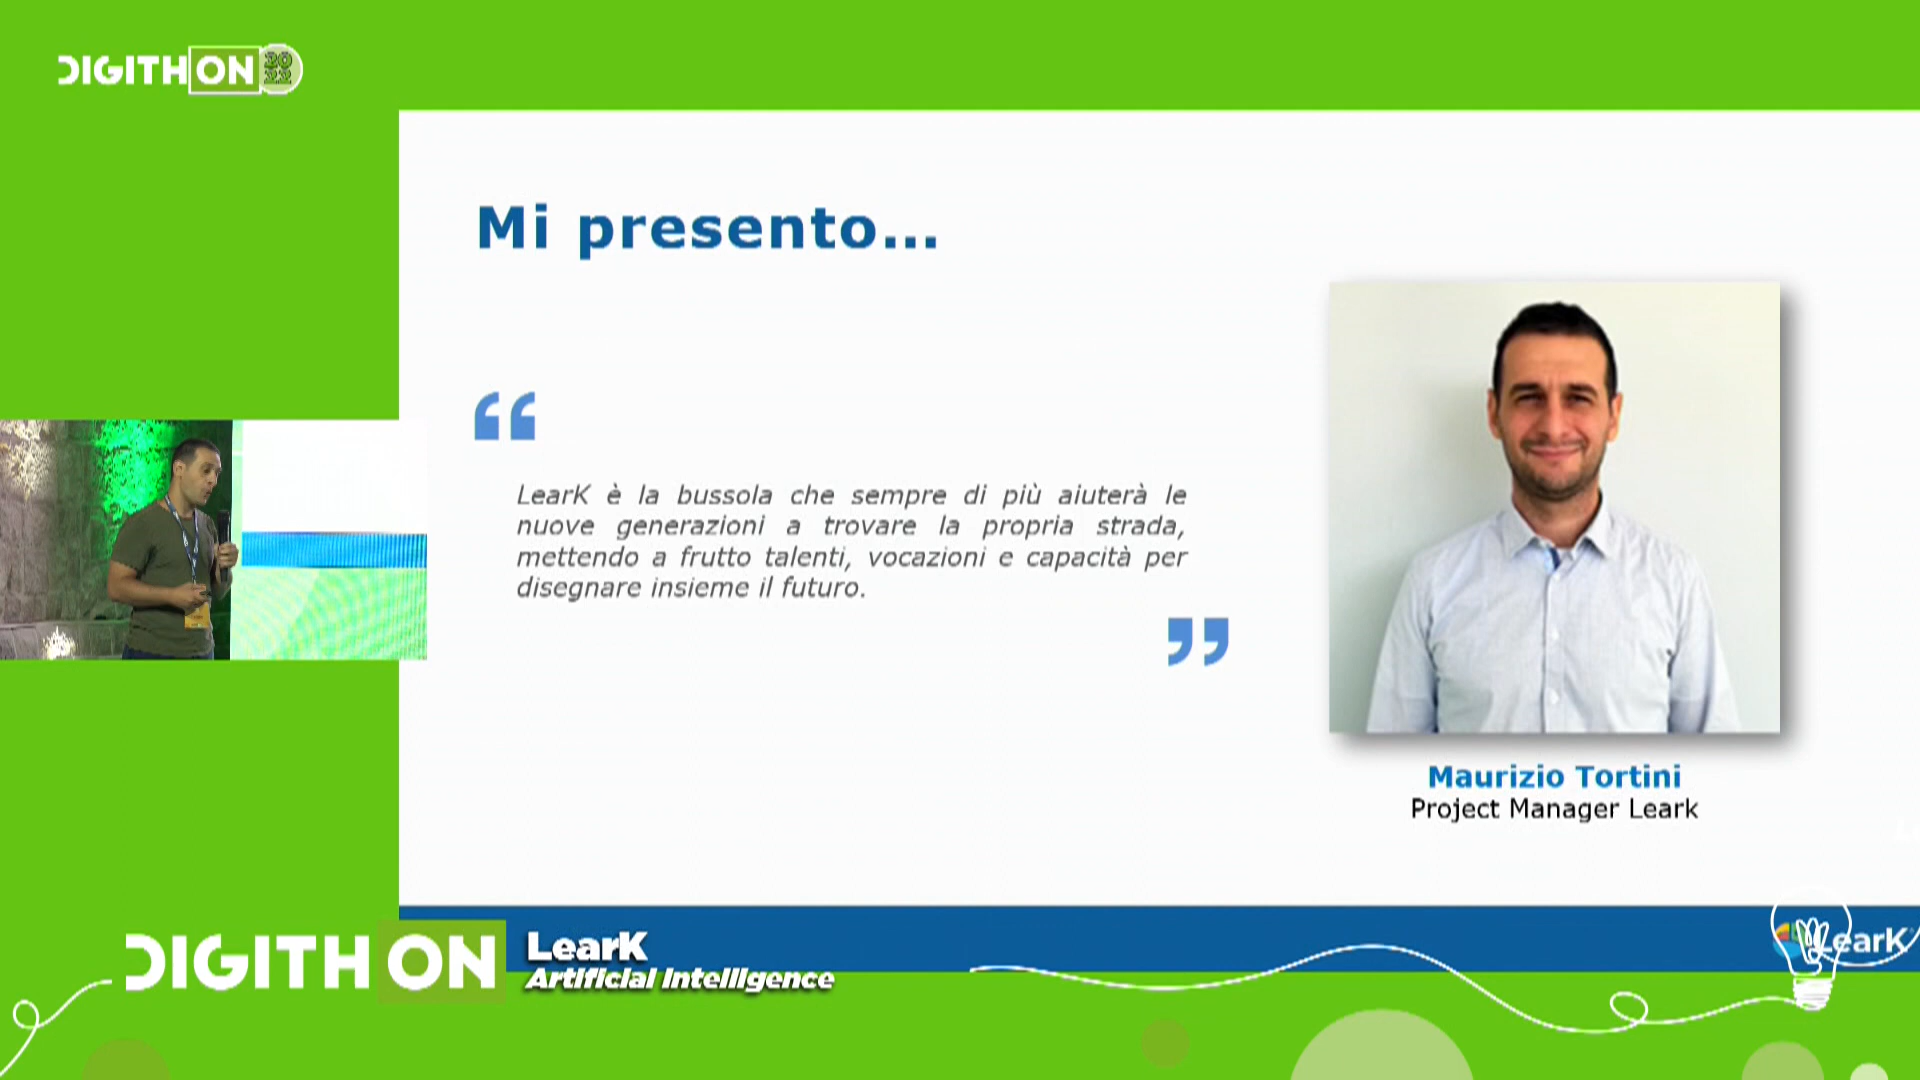 DIGITHON 2022
Mi presento...
“
LearK è la bussola che sempre di più aiuterà le
nuove generazioni a trovare la propria strada,
mettendo a frutto talenti, vocazioni e capacità per
disegnare insieme il futuro.
”
Maurizio Tortini
Project Manager Leark
DIGITHON
LearK
Artificial Intelligence
LearK